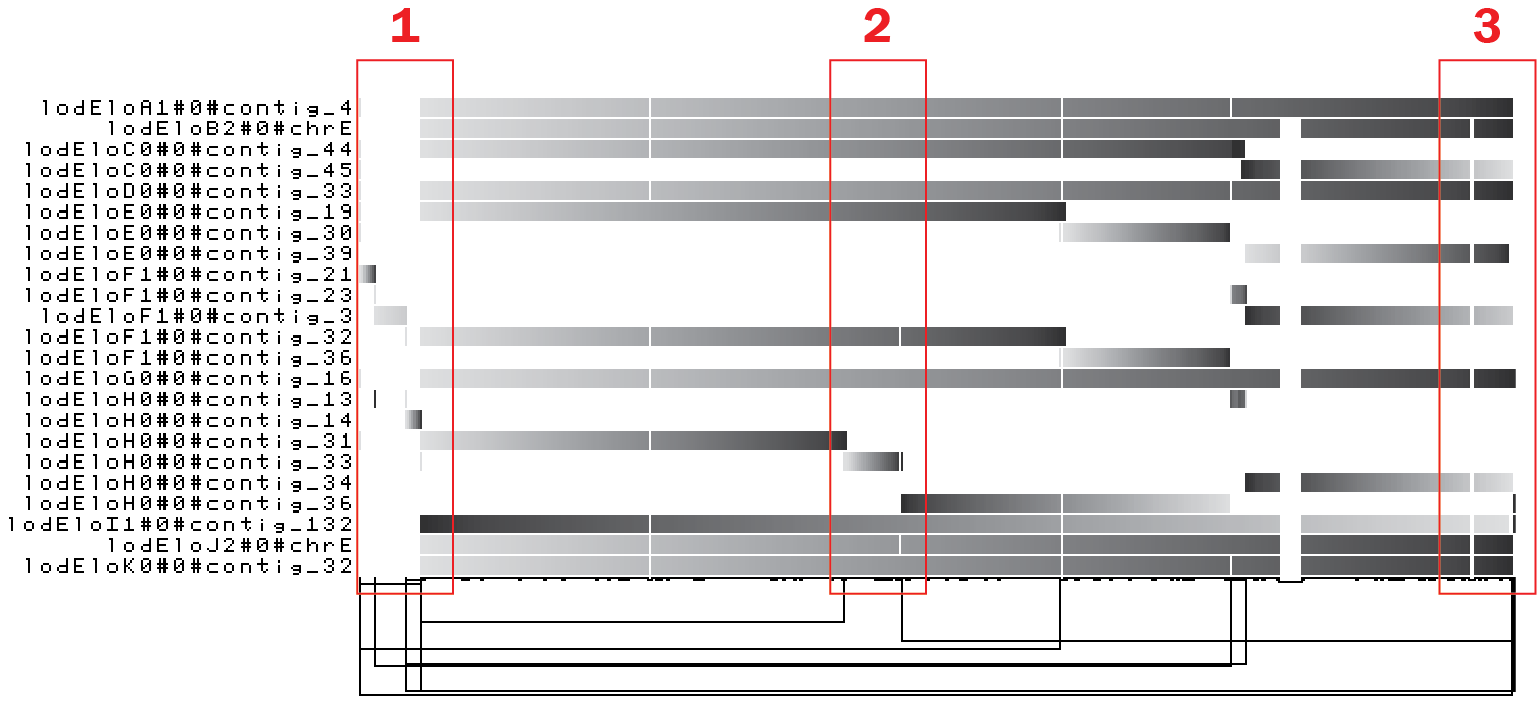 1 2 3
lodEloA1#0#contig_4
lodEloB2#0#chrE
lodEloC0#0#contig_44
lodEloC0#0#contig_45
lodEloD0#0#contig_33
lodEloE0#0#contig_19
lodEloE0#0#contig_30
lodEloE0#0#contig_39
lodEloF1#0#contig_21
lodEloF1#0#contig_23
lodEloF1#0#contig_3
lodEloF1#0#contig_32
lodEloF1#0#contig_36
lodEloG0#0#contig_16
lodEloH0#0#contig_13
lodEloH0#0#contig_14
lodEloH0#0#contig_31
lodEloH0#0#contig_33
lodEloH0#0#contig_34
lodEloH0#0#contig_36
lodEloI1#0#contig_132
lodEloJ2#0#chrE
lodEloK0#0#contig_32